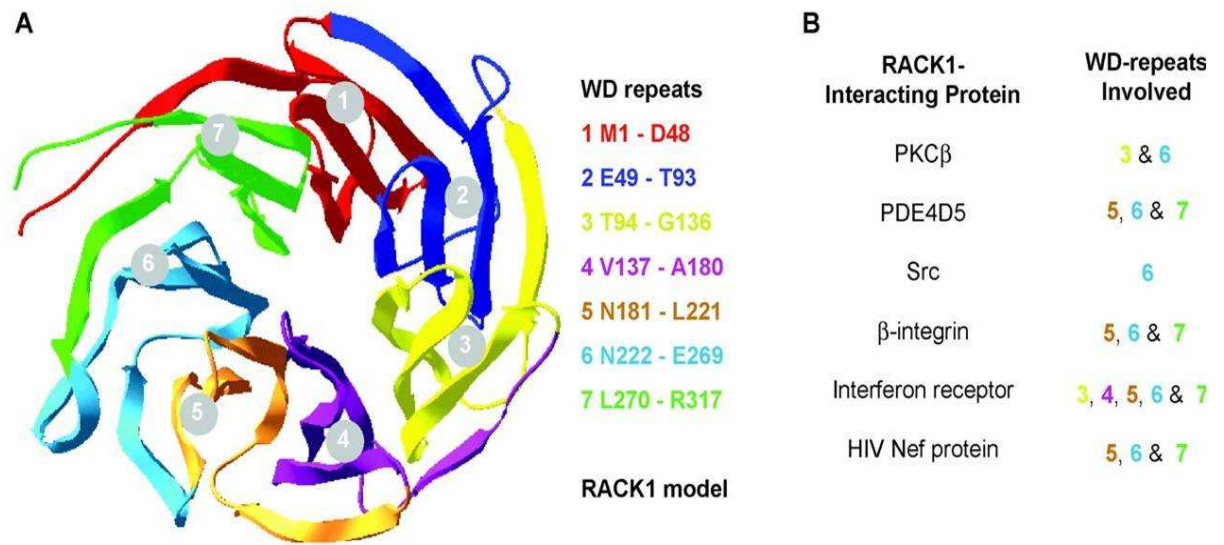 A
1
7
2
6
3
5
4
WD repeats
1 M1 - D48
2 E49 - T93
3 T94 - G136
4 V137 - A180
5 N181 - L221
6 N222 - E269
7 L270 - R317
RACK1 model
B
RACK1-
Interacting Protein
WD-repeats
Involved
PKCβ 3 & 6
PDE4D5 5, 6 & 7
Src 6
β-integrin 5, 6 & 7
Interferon receptor 3, 4, 5, 6 & 7
HIV Nef protein 5, 6 & 7